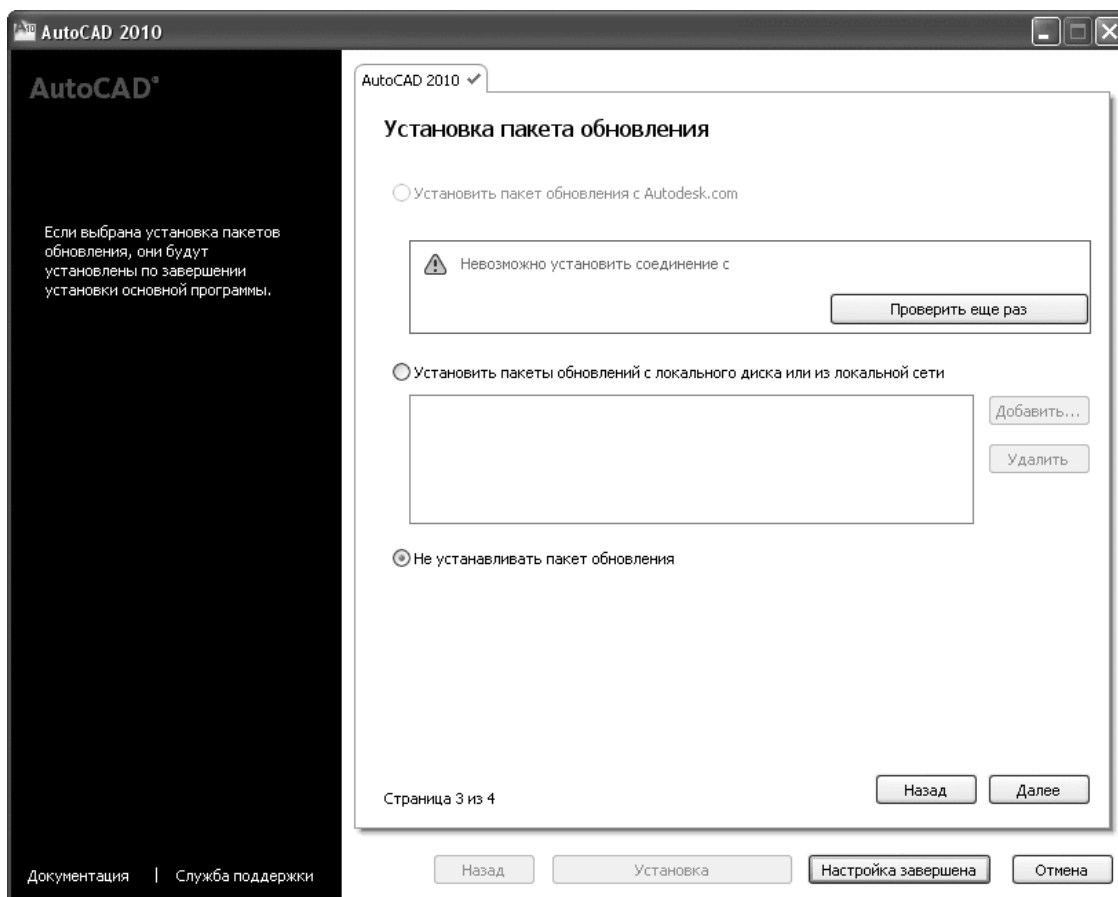 AutoCAD 2010
AutoCAD®
Если выбрана установка пакетов
обновления, они будут
установлены по завершении
установки основной программы.
Документация | Служба поддержки
AutoCAD 2010
Установка пакета обновления
Установить пакет обновления с Autodesk.com
Невозможно установить соединение с
Проверить еще раз
Установить пакеты обновлений с локального диска или из локальной сети
Добавить...
Удалить
Не устанавливать пакет обновления
Страница 3 из 4
Назад
Далее
Назад
Установка
Настройка завершена
Отмена